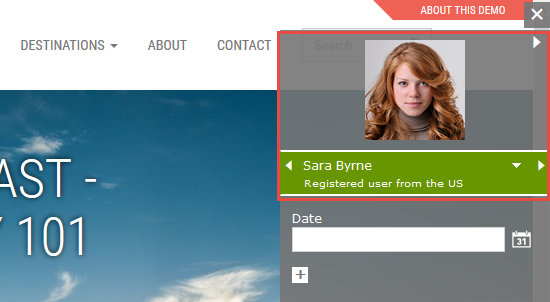 ABOUT THIS DEMO
DESTINATIONS
ABOUT
CONTACT
Search
AST -
Y 101
Sara Byrne
Registered user from the US
Date
31